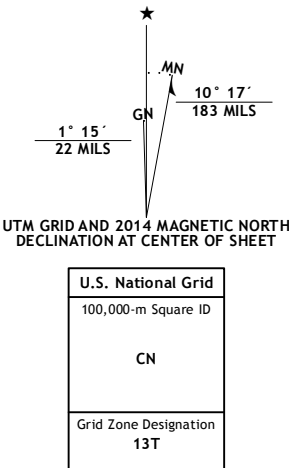 ★
MN
GN
10° 17´
183 MILS
1° 15´
22 MILS
UTM GRID AND 2014 MAGNETIC NORTH
DECLINATION AT CENTER OF SHEET
U.S. National Grid
100,000-m Square ID
CN
Grid Zone Designation
13T